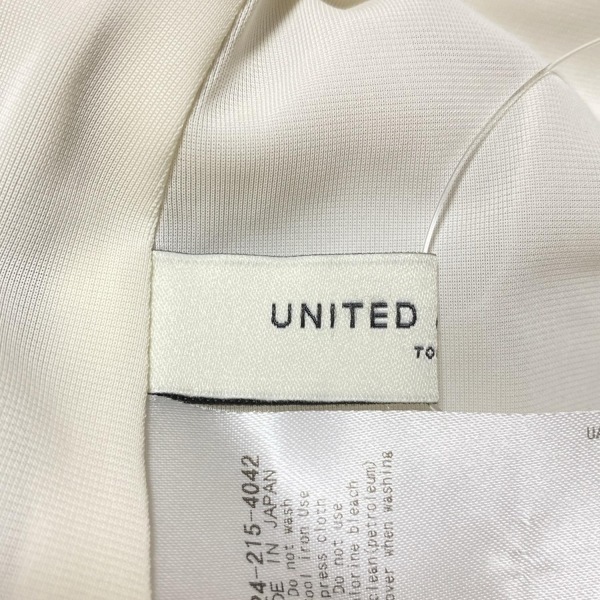 UNITED
TO
UA
24-215-4042
DE IN JAPAN
Do not wash
ool iron Use
press cloth
Do not use
hlorine bleach
clean(petroleum)
over when washing